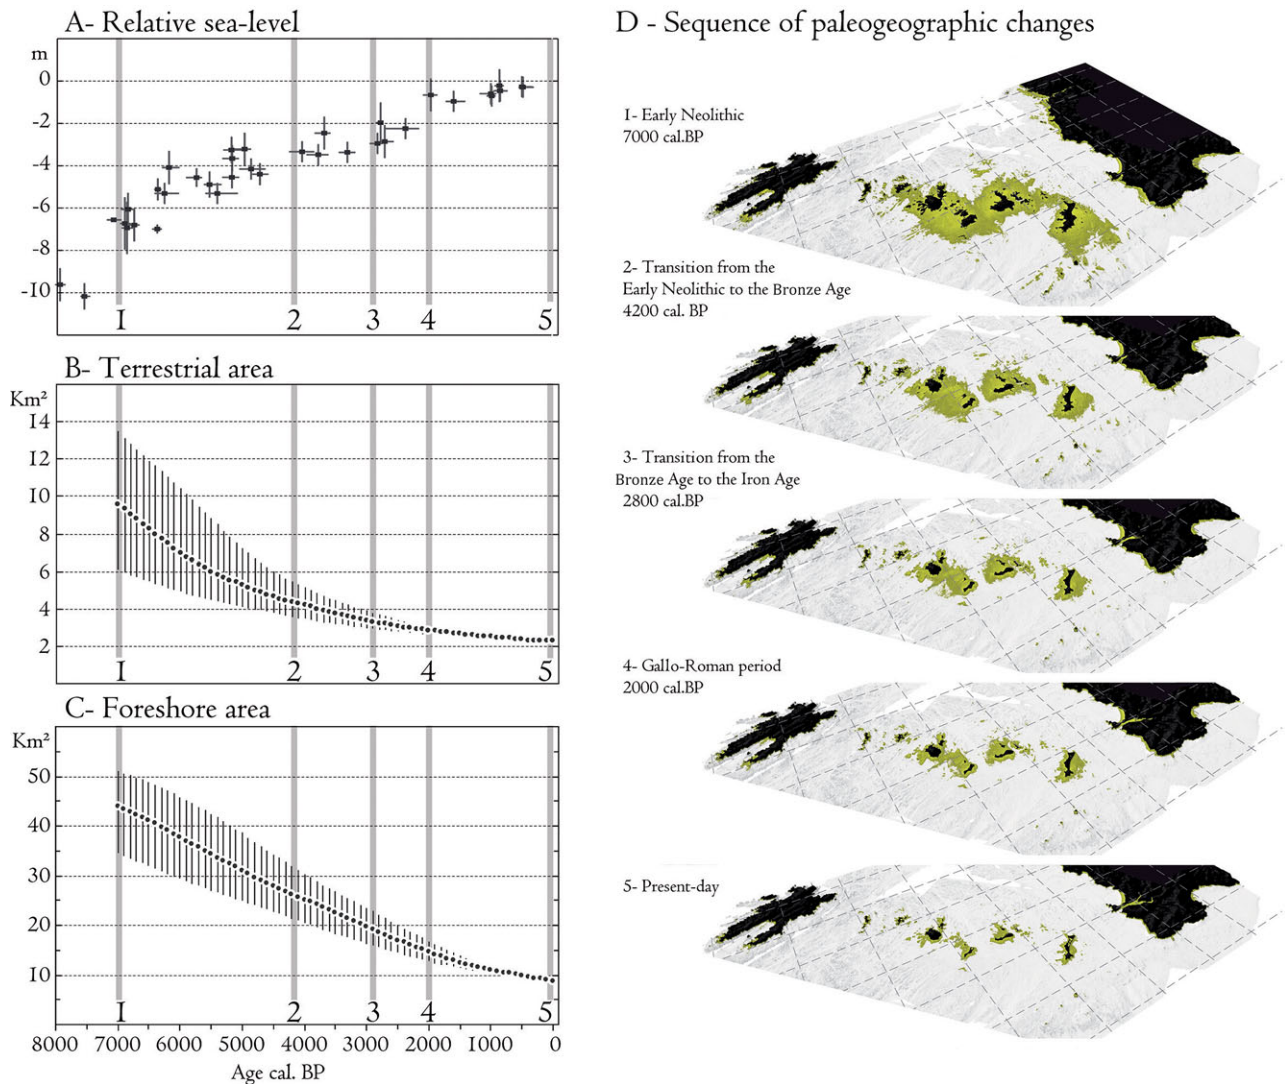 A- Relative sea-level
m
0
-2
-4
-6
-8
-10
1 2 3 4 5
B- Terrestrial area
Km²
14
12
10
8
6
4
2
1 2 3 4 5
C- Foreshore area
Km²
50
40
30
20
10
1 2 3 4 5
8000 7000 6000 5000 4000 3000 2000 1000 0
Age cal. BP
D - Sequence of paleogeographic changes
1- Early Neolithic
7000 cal.BP
2- Transition from the
Early Neolithic to the Bronze Age
4200 cal. BP
3- Transition from the
Bronze Age to the Iron Age
2800 cal.BP
4- Gallo-Roman period
2000 cal.BP
5- Present-day